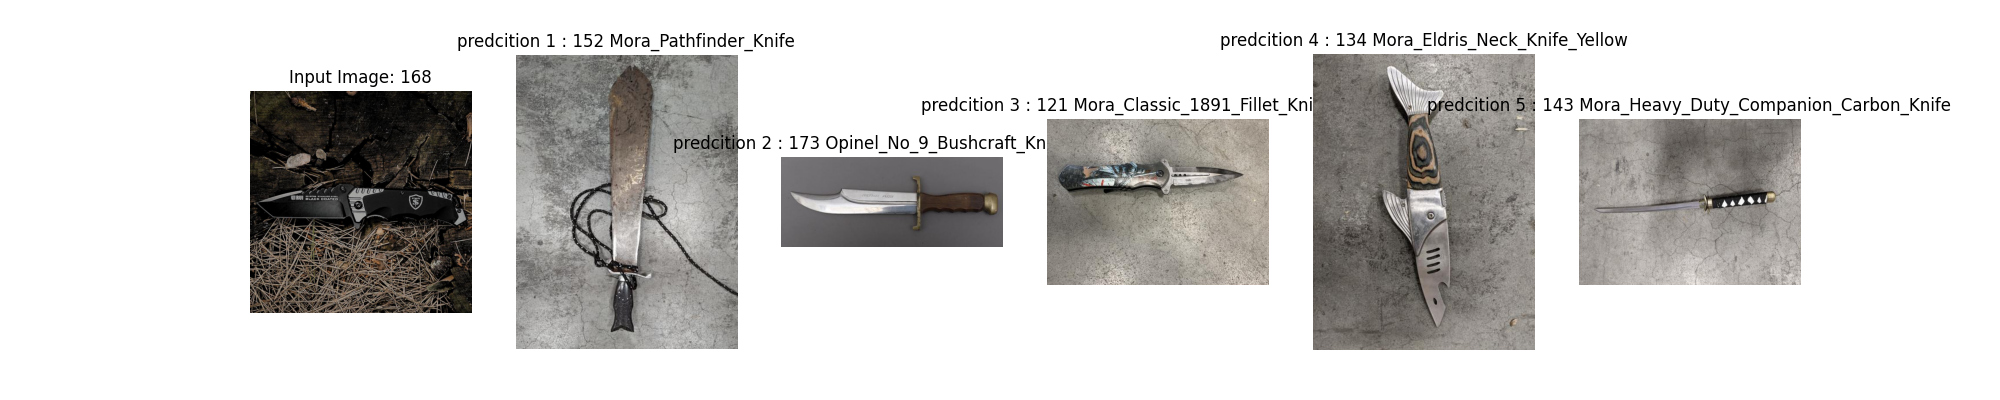 predcition 1 : 152 Mora_Pathfinder_Knife
predcition 4 : 134 Mora_Eldris_Neck_Knife_Yellow
Input Image: 168
predcition 3 : 121 Mora_Classic_1891_Fillet_Kni
predcition 5 : 143 Mora_Heavy_Duty_Companion_Carbon_Knife
predcition 2 : 173 Opinel_No_9_Bushcraft_Kn